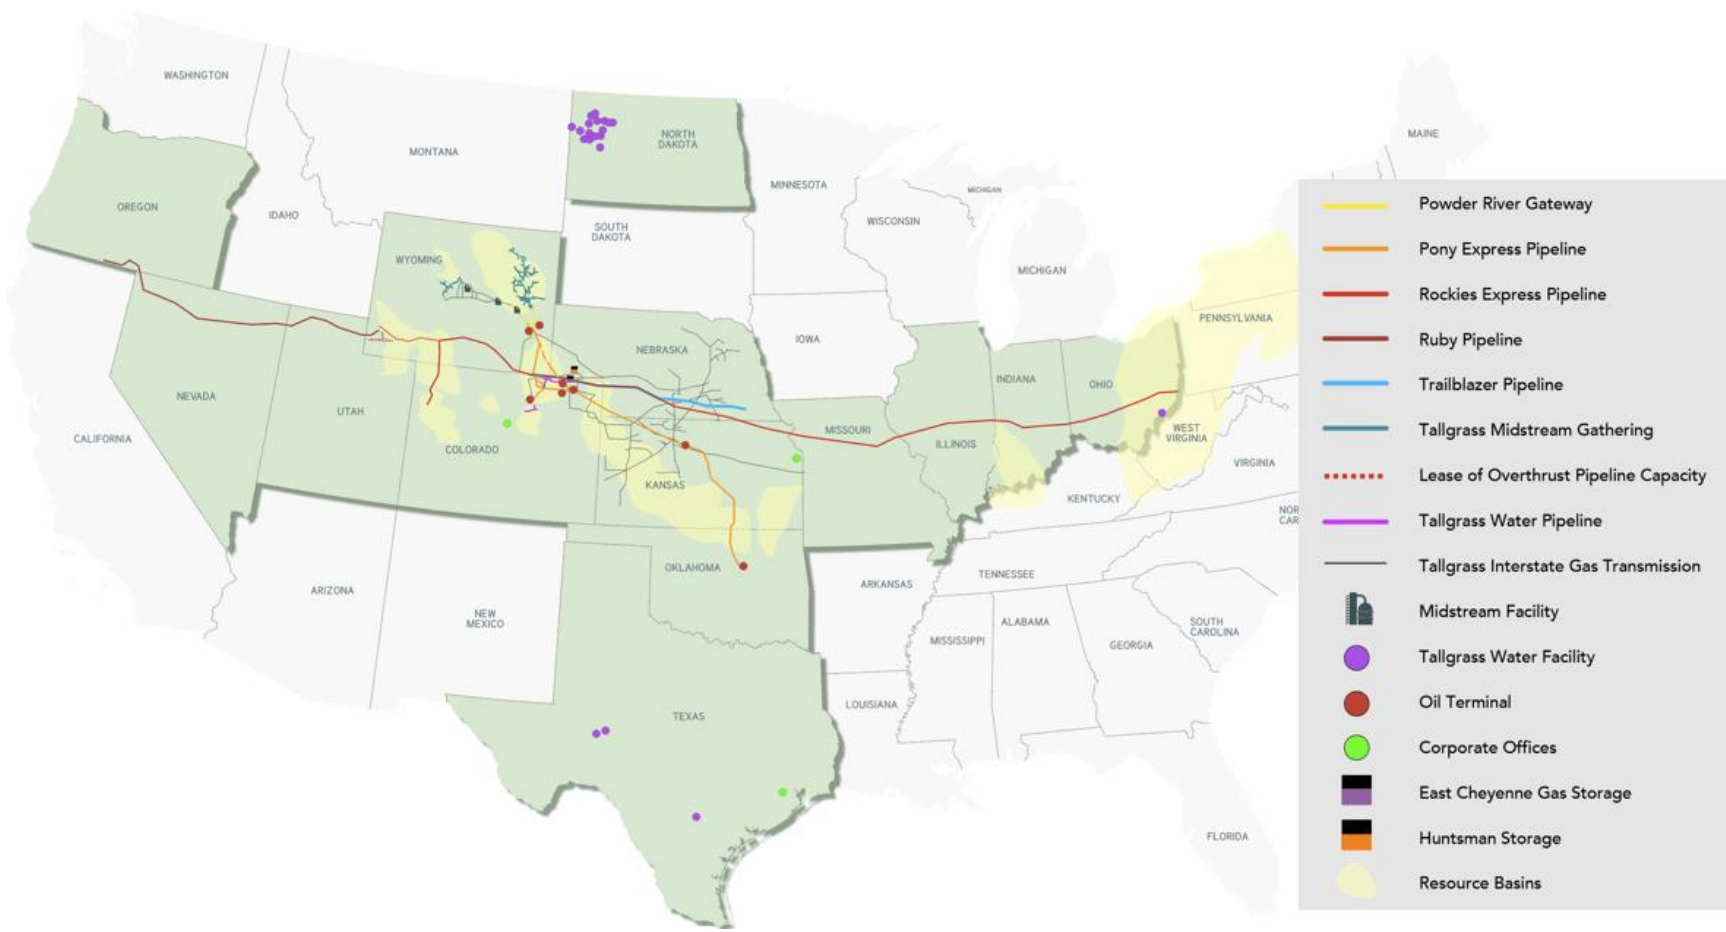 WASHINGTON
MAINE
NORTH
DAKOTA
MONTANA
MINNESOTA
MICHIGAN
OREGON
IDAHO
SOUTH
DAKOTA
WISCONSIN
WYOMING
MICHIGAN
PENNSYLVANIA
IOWA
NEBRASKA
NEVADA
UTAH
INDIANA
OHIO
CALIFORNIA
COLORADO
MISSOURI
ILLINOIS
WEST
VIRGINIA
VIRGINIA
KANSAS
KENTUCKY
NOR
CAR
OKLAHOMA
TENNESSEE
ARIZONA
NEW
MEXICO
ARKANSAS
MISSISSIPPI
ALABAMA
GEORGIA
SOUTH
CAROLINA
LOUISIANA
TEXAS
FLORIDA
Powder River Gateway
Pony Express Pipeline
Rockies Express Pipeline
Ruby Pipeline
Trailblazer Pipeline
Tallgrass Midstream Gathering
Lease of Overthrust Pipeline Capacity
Tallgrass Water Pipeline
Tallgrass Interstate Gas Transmission
Midstream Facility
Tallgrass Water Facility
Oil Terminal
Corporate Offices
East Cheyenne Gas Storage
Huntsman Storage
Resource Basins